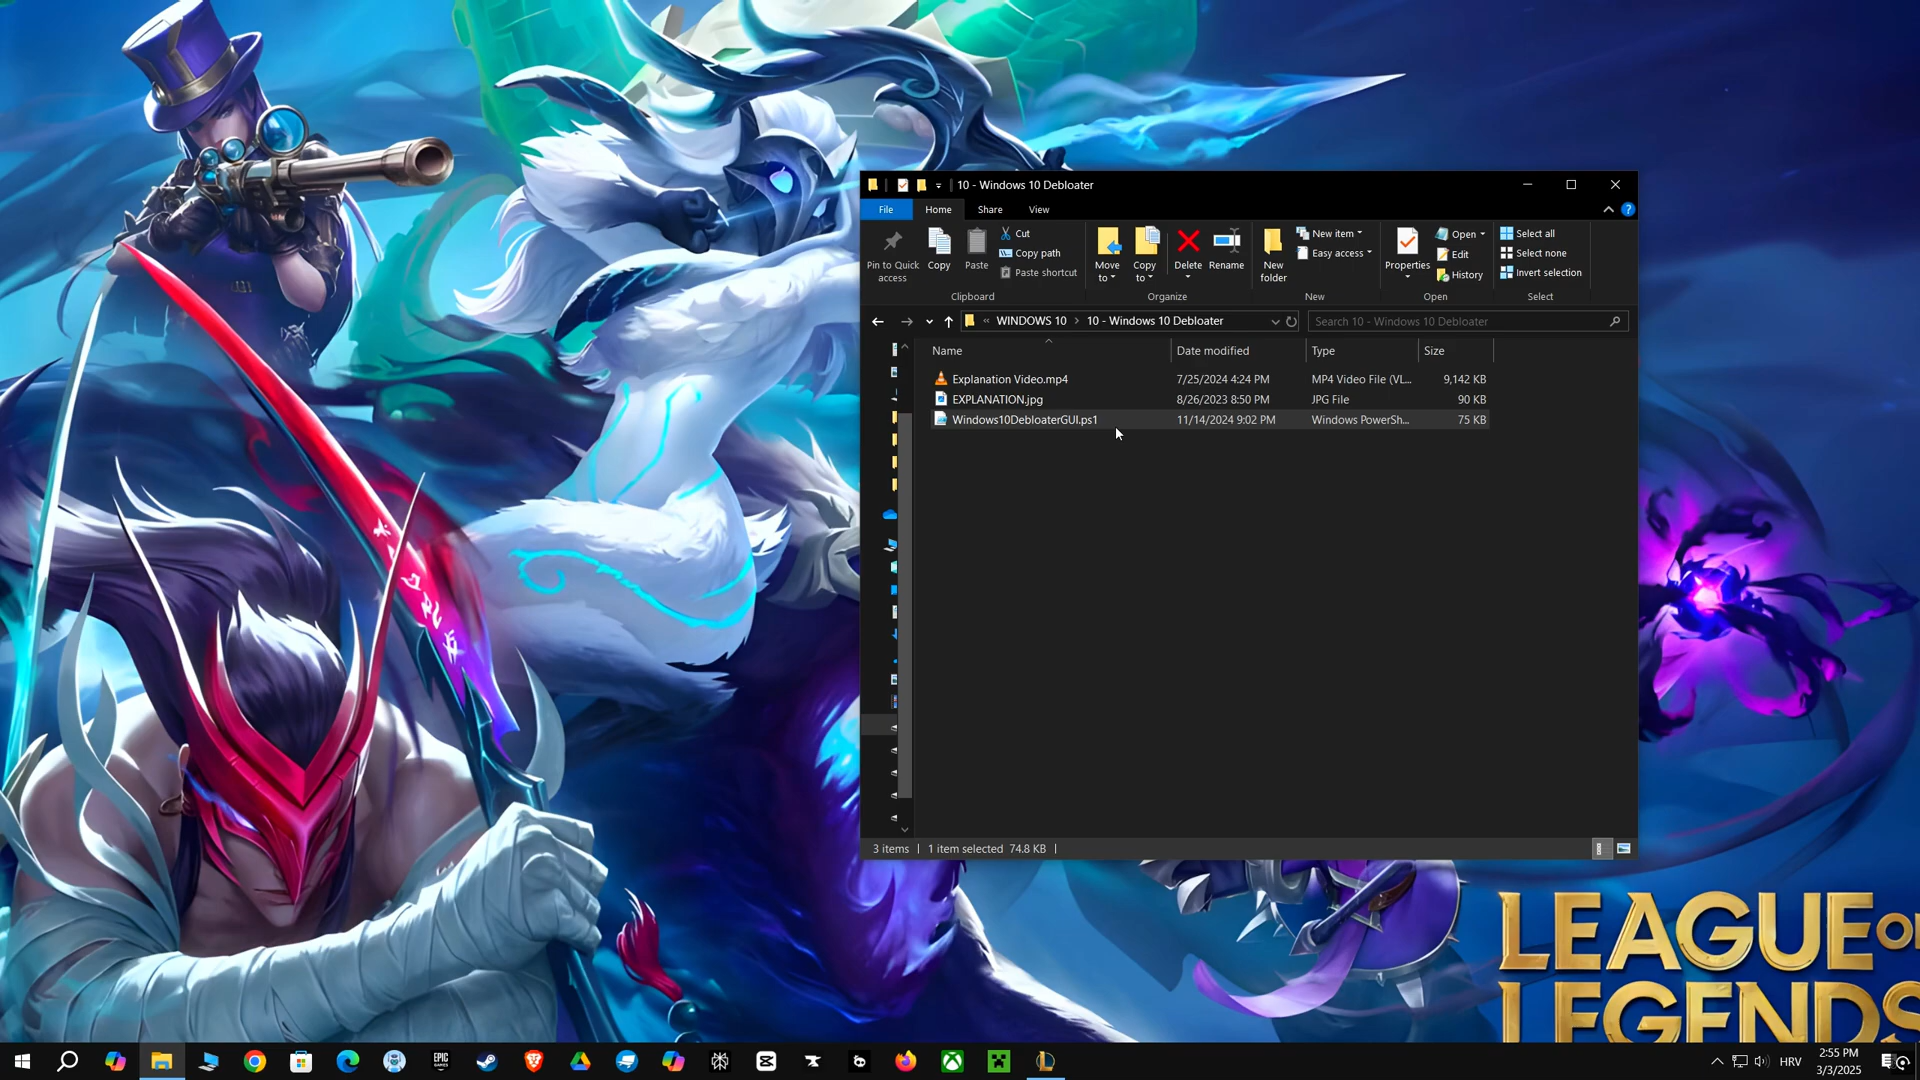 10 - Windows 10 Debloater
File Home Share View
Pin to Quick access
Copy
Paste
Cut
Copy path
Paste shortcut
Clipboard
Move to
Copy to
Delete
Rename
Organize
New folder
New item
Easy access
New
Properties
Open
Edit
History
Open
Select all
Select none
Invert selection
Select
« WINDOWS 10 > 10 - Windows 10 Debloater
Search 10 - Windows 10 Debloater
Name Date modified Type Size
Explanation Video.mp4 7/25/2024 4:24 PM MP4 Video File (VL... 9,142 KB
EXPLANATION.jpg 8/26/2023 8:50 PM JPG File 90 KB
Windows10DebloaterGUI.ps1 11/14/2024 9:02 PM Windows PowerSh... 75 KB
3 items 1 item selected 74.8 KB
LEAGUE OF
LEGENDS
EPIC GAMES
HRV
2:55 PM
3/3/2025